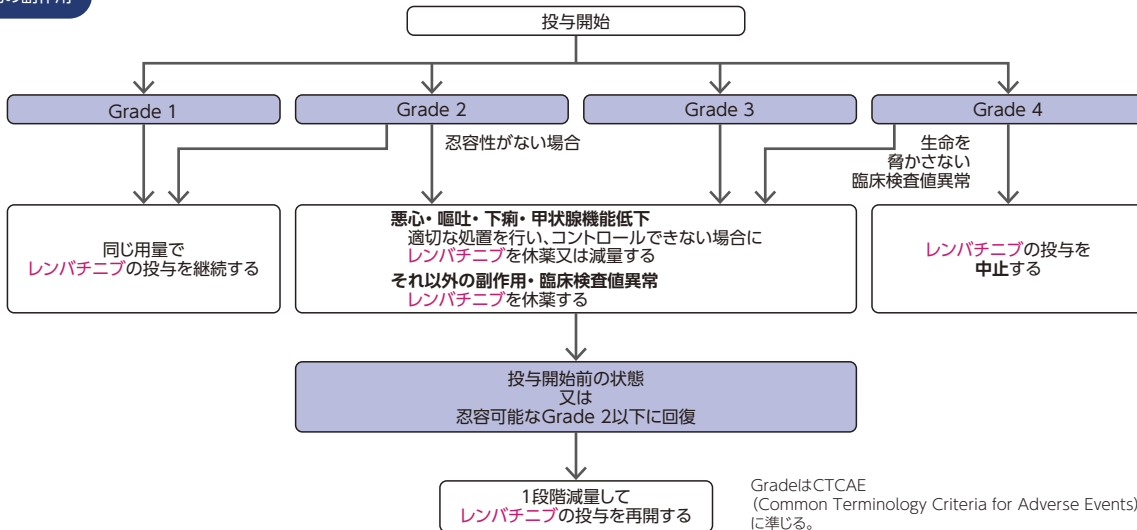 の副作用
投与開始
Grade 1
Grade 2
Grade 3
Grade 4
忍容性がない場合
生命を
脅かさない
臨床検査値異常
同じ用量で
レンバチニブの投与を継続する
悪心・嘔吐・下痢・甲状腺機能低下
適切な処置を行い、コントロールできない場合に
レンバチニブを休薬又は減量する
それ以外の副作用・臨床検査値異常
レンバチニブを休薬する
レンバチニブの投与を
中止する
投与開始前の状態
又は
忍容可能なGrade 2以下に回復
1段階減量して
レンバチニブの投与を再開する
GradeはCTCAE
(Common Terminology Criteria for Adverse Events)
に準じる。